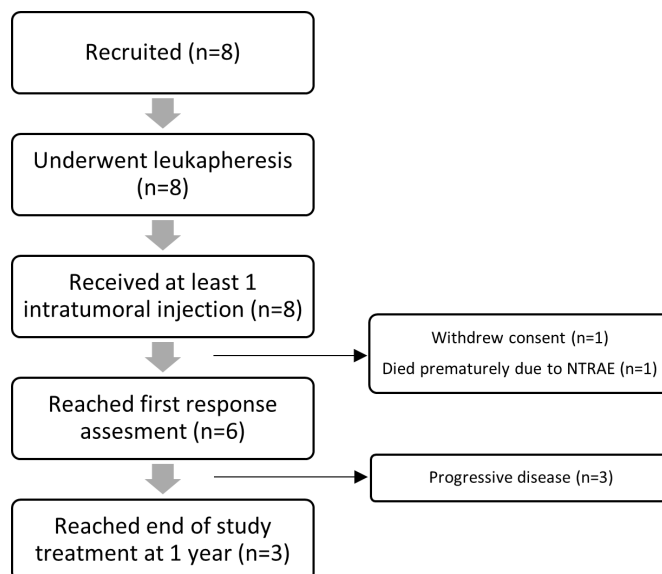 Recruited (n=8)
Underwent leukapheresis
(n=8)
Received at least 1
intratumoral injection (n=8)
Withdrew consent (n=1)
Died prematurely due to NTRAE (n=1)
Reached first response
assesment (n=6)
Progressive disease (n=3)
Reached end of study
treatment at 1 year (n=3)